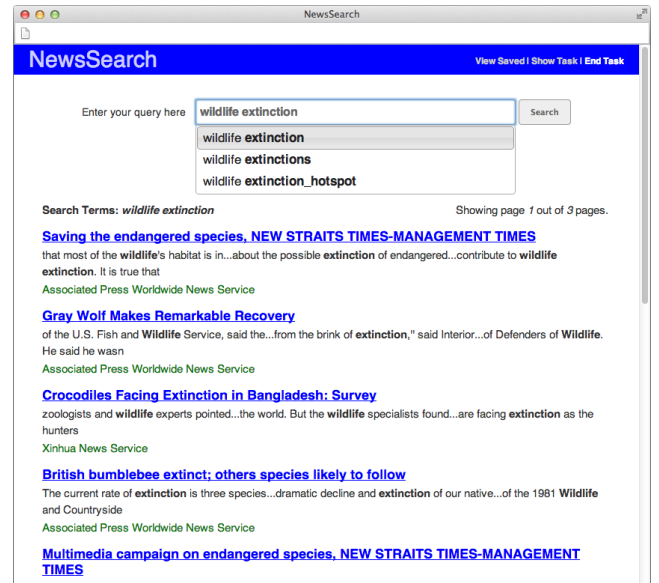 NewsSearch
NewsSearch
View Saved | Show Task | End Task
Enter your query here wildlife extinction Search
wildlife extinction
wildlife extinctions
wildlife extinction_hotspot
Search Terms: wildlife extinction Showing page 1 out of 3 pages.
Saving the endangered species, NEW STRAITS TIMES-MANAGEMENT TIMES
that most of the wildlife's habitat is in...about the possible extinction of endangered...contribute to wildlife
extinction. It is true that
Associated Press Worldwide News Service
Gray Wolf Makes Remarkable Recovery
of the U.S. Fish and Wildlife Service, said the...from the brink of extinction," said Interior...of Defenders of Wildlife.
He said he wasn
Associated Press Worldwide News Service
Crocodiles Facing Extinction in Bangladesh: Survey
zoologists and wildlife experts pointed...the world. But the wildlife specialists found...are facing extinction as the
hunters
Xinhua News Service
British bumblebee extinct; others species likely to follow
The current rate of extinction is three species...dramatic decline and extinction of our native...of the 1981 Wildlife
and Countryside
Associated Press Worldwide News Service
Multimedia campaign on endangered species, NEW STRAITS TIMES-MANAGEMENT
TIMES